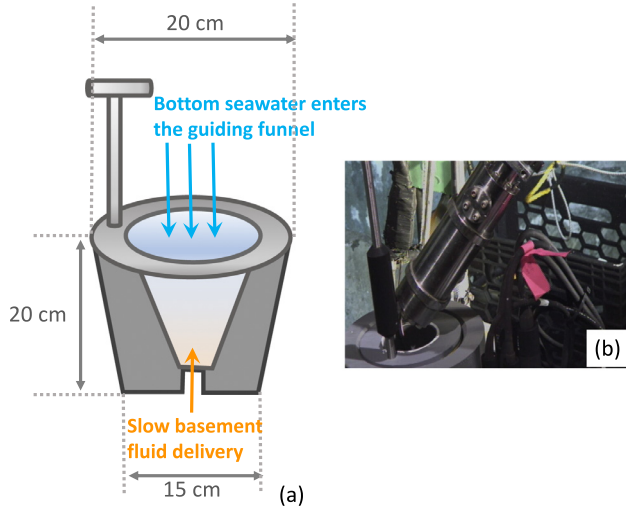 20 cm
Bottom seawater enters
the guiding funnel
20 cm
(b)
Slow basement
fluid delivery
15 cm
(a)